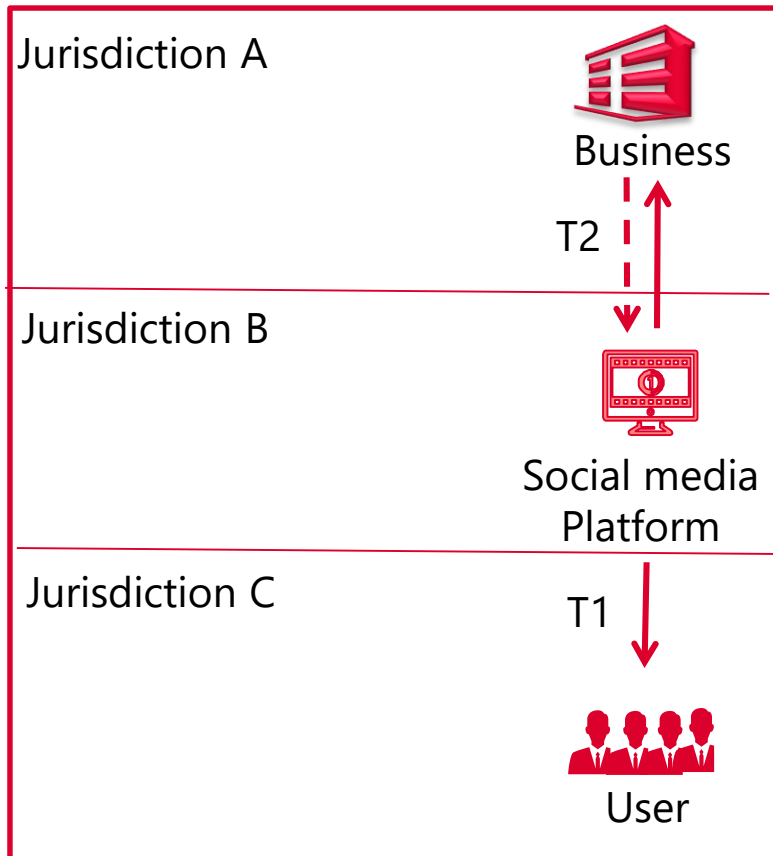 Jurisdiction A
Business
T2
Jurisdiction B
Social media
Platform
Jurisdiction C
T1
User